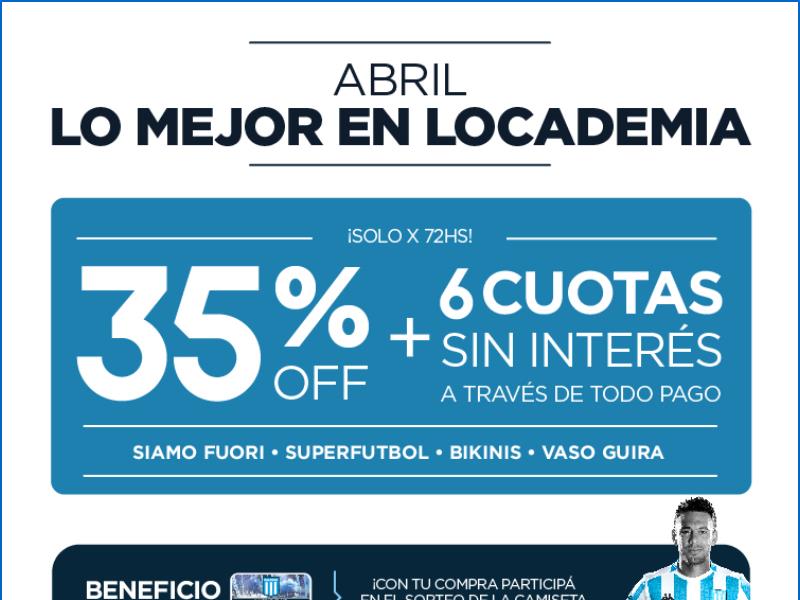 ABRIL
LO MEJOR EN LOCADEMIA
¡SOLO X 72HS!
35% OFF
+
6 CUOTAS
SIN INTERÉS
A TRAVÉS DE TODO PAGO
SIAMO FUORI • SUPERFUTBOL • BIKINIS • VASO GUIRA
BENEFICIO
¡CON TU COMPRA PARTICIPÁ
EN EL SORTEO DE LA CAMISETA